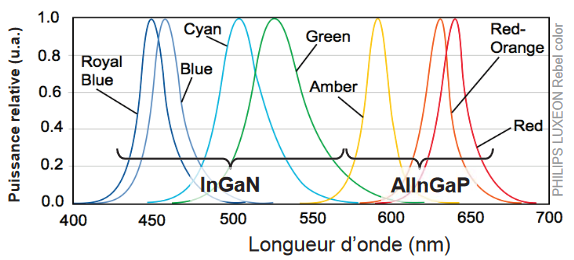 Puissance relative (u.a.)
1.0
0.8
0.6
0.4
0.2
0.0
Royal
Blue
Blue
Cyan
Green
Amber
Red-
Orange
Red
InGaN
AlInGaP
400
450
500
550
600
650
700
Longueur d'onde (nm)
PHILIPS LUXEON Rebel color